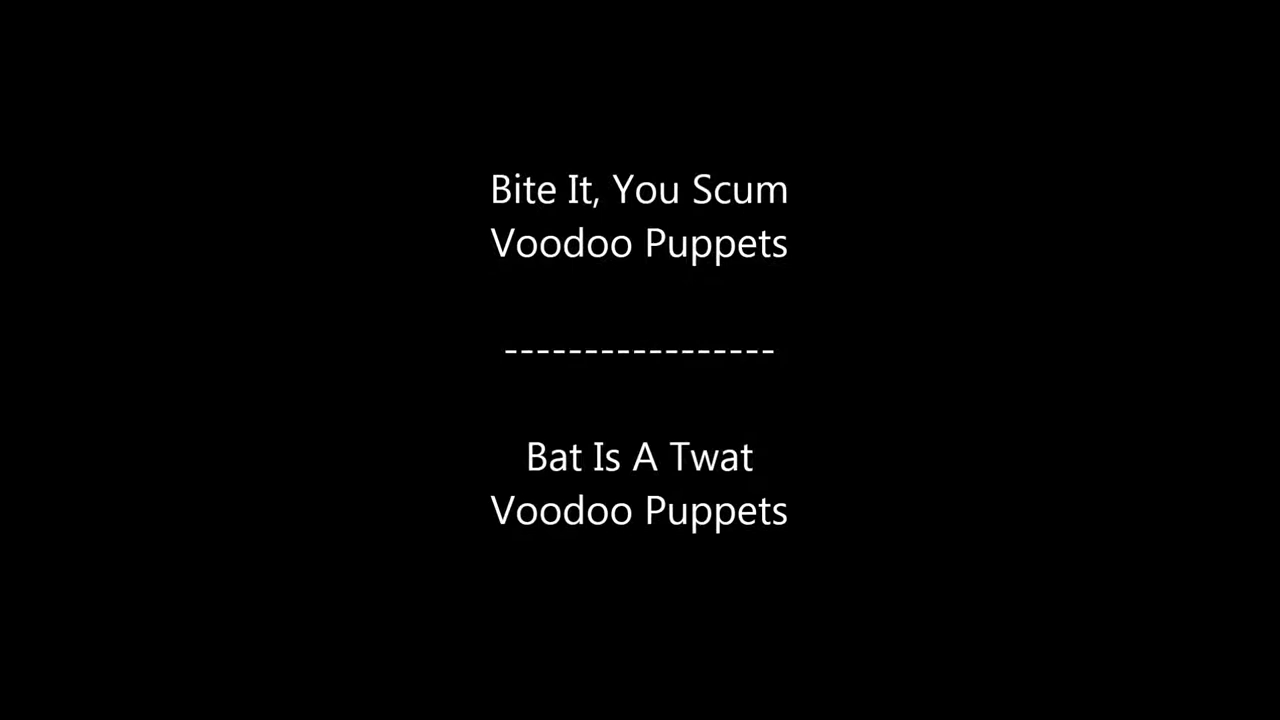 Bite It, You Scum
Voodoo Puppets
-----------------
Bat Is A Twat
Voodoo Puppets